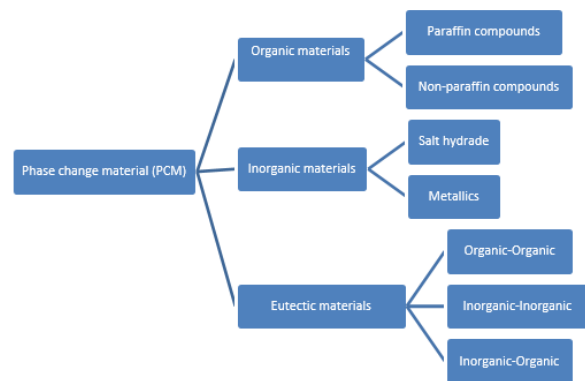 Phase change material (PCM)
Organic materials
Paraffin compounds
Non-paraffin compounds
Inorganic materials
Salt hydrade
Metallics
Eutectic materials
Organic-Organic
Inorganic-Inorganic
Inorganic-Organic